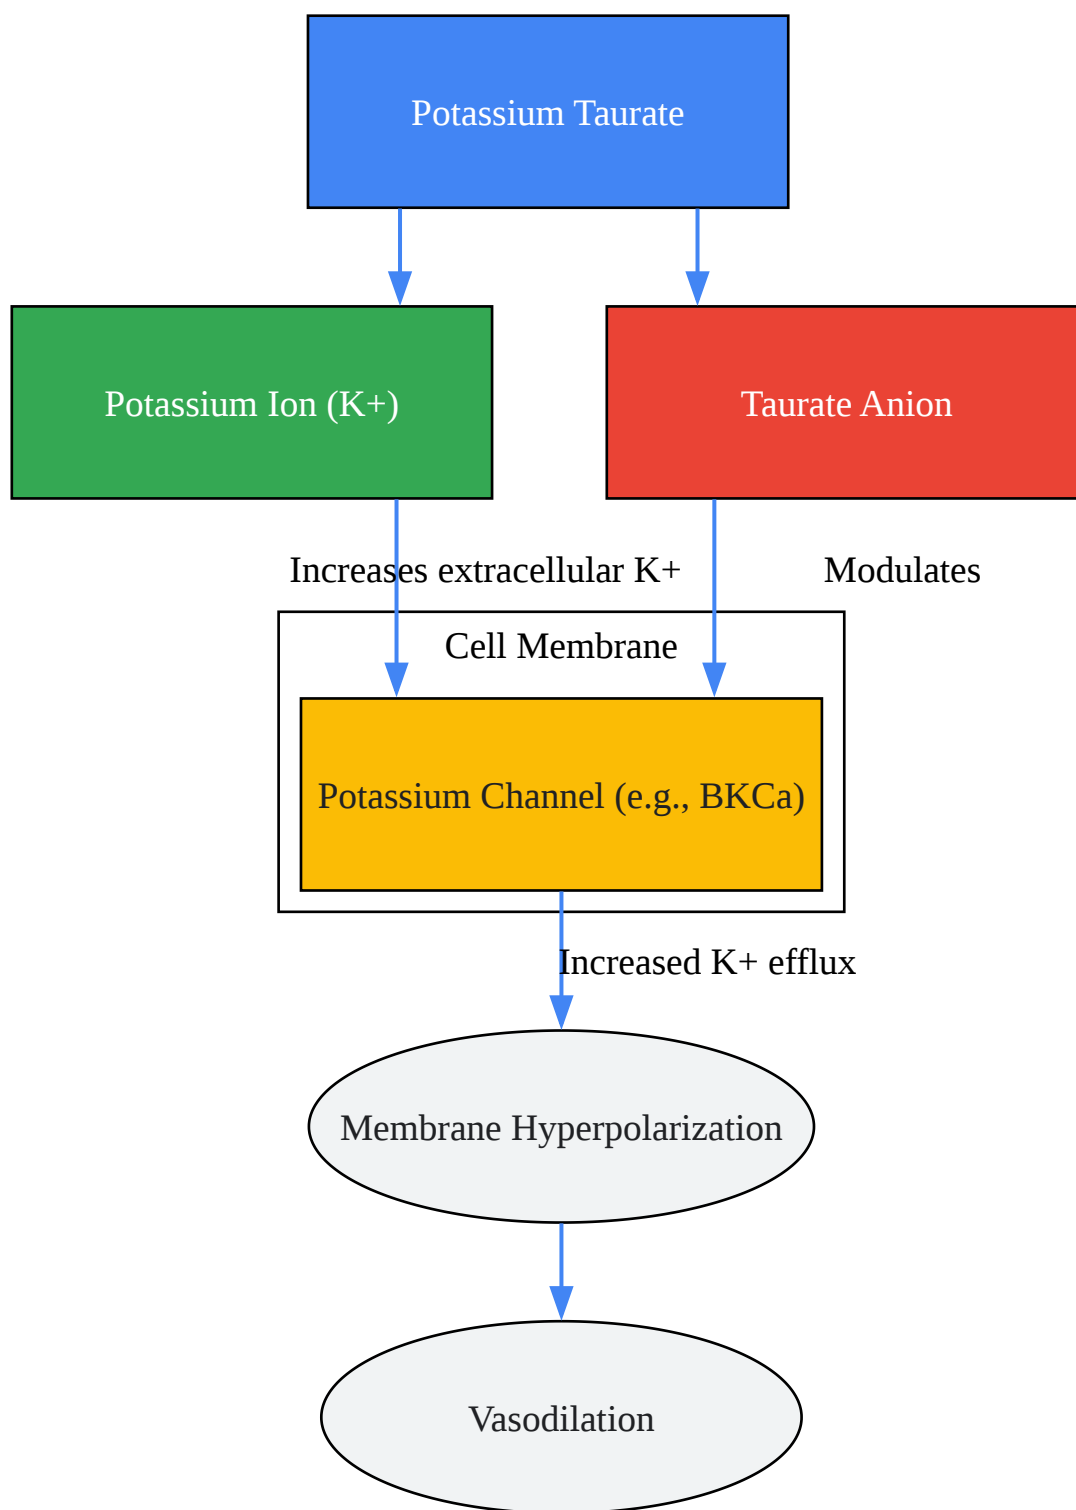 Potassium Taurate
Potassium Ion (K+)
Taurate Anion
Increases extracellular K+
Modulates
Cell Membrane
Potassium Channel (e.g., BKCa)
Increased K+ efflux
Membrane Hyperpolarization
Vasodilation